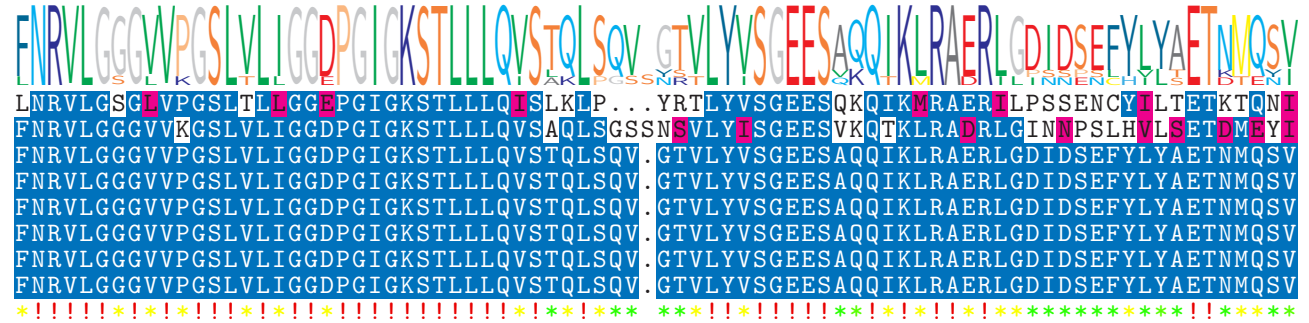 FNRVLGGGVVPGSLVLIGGDPGIGKSTLLLQVSTQLSQV GTVLYVSGEESAQQIKLRAERLGDIDSEFYLYAETNMQSV
LNRVLGSGLVPGSLTLLGGEPGIGKSTLLLQISLKLP...YRTLYVSGEESQKQIKMRAERILPSSENCYILTETKTQNI
FNRVLGGGVVKGSLVLIGGDPGIGKSTLLLQVSAQLSGSSNSVLYISGEESVKQTKLRADRLGINNPSLHVLSETDMEYI
FNRVLGGGVVPGSLVLIGGDPGIGKSTLLLQVSTQLSQV.GTVLYVSGEESAQQIKLRAERLGDIDSEFYLYAETNMQSV
FNRVLGGGVVPGSLVLIGGDPGIGKSTLLLQVSTQLSQV.GTVLYVSGEESAQQIKLRAERLGDIDSEFYLYAETNMQSV
FNRVLGGGVVPGSLVLIGGDPGIGKSTLLLQVSTQLSQV.GTVLYVSGEESAQQIKLRAERLGDIDSEFYLYAETNMQSV
FNRVLGGGVVPGSLVLIGGDPGIGKSTLLLQVSTQLSQV.GTVLYVSGEESAQQIKLRAERLGDIDSEFYLYAETNMQSV
FNRVLGGGVVPGSLVLIGGDPGIGKSTLLLQVSTQLSQV.GTVLYVSGEESAQQIKLRAERLGDIDSEFYLYAETNMQSV
FNRVLGGGVVPGSLVLIGGDPGIGKSTLLLQVSTQLSQV.GTVLYVSGEESAQQIKLRAERLGDIDSEFYLYAETNMQSV
*!!!!!*!*!*!!!*!*!!*!!!!!!!!!!!*!**!*** ***!!*!!!!!**!*!*!!*!************!!*****